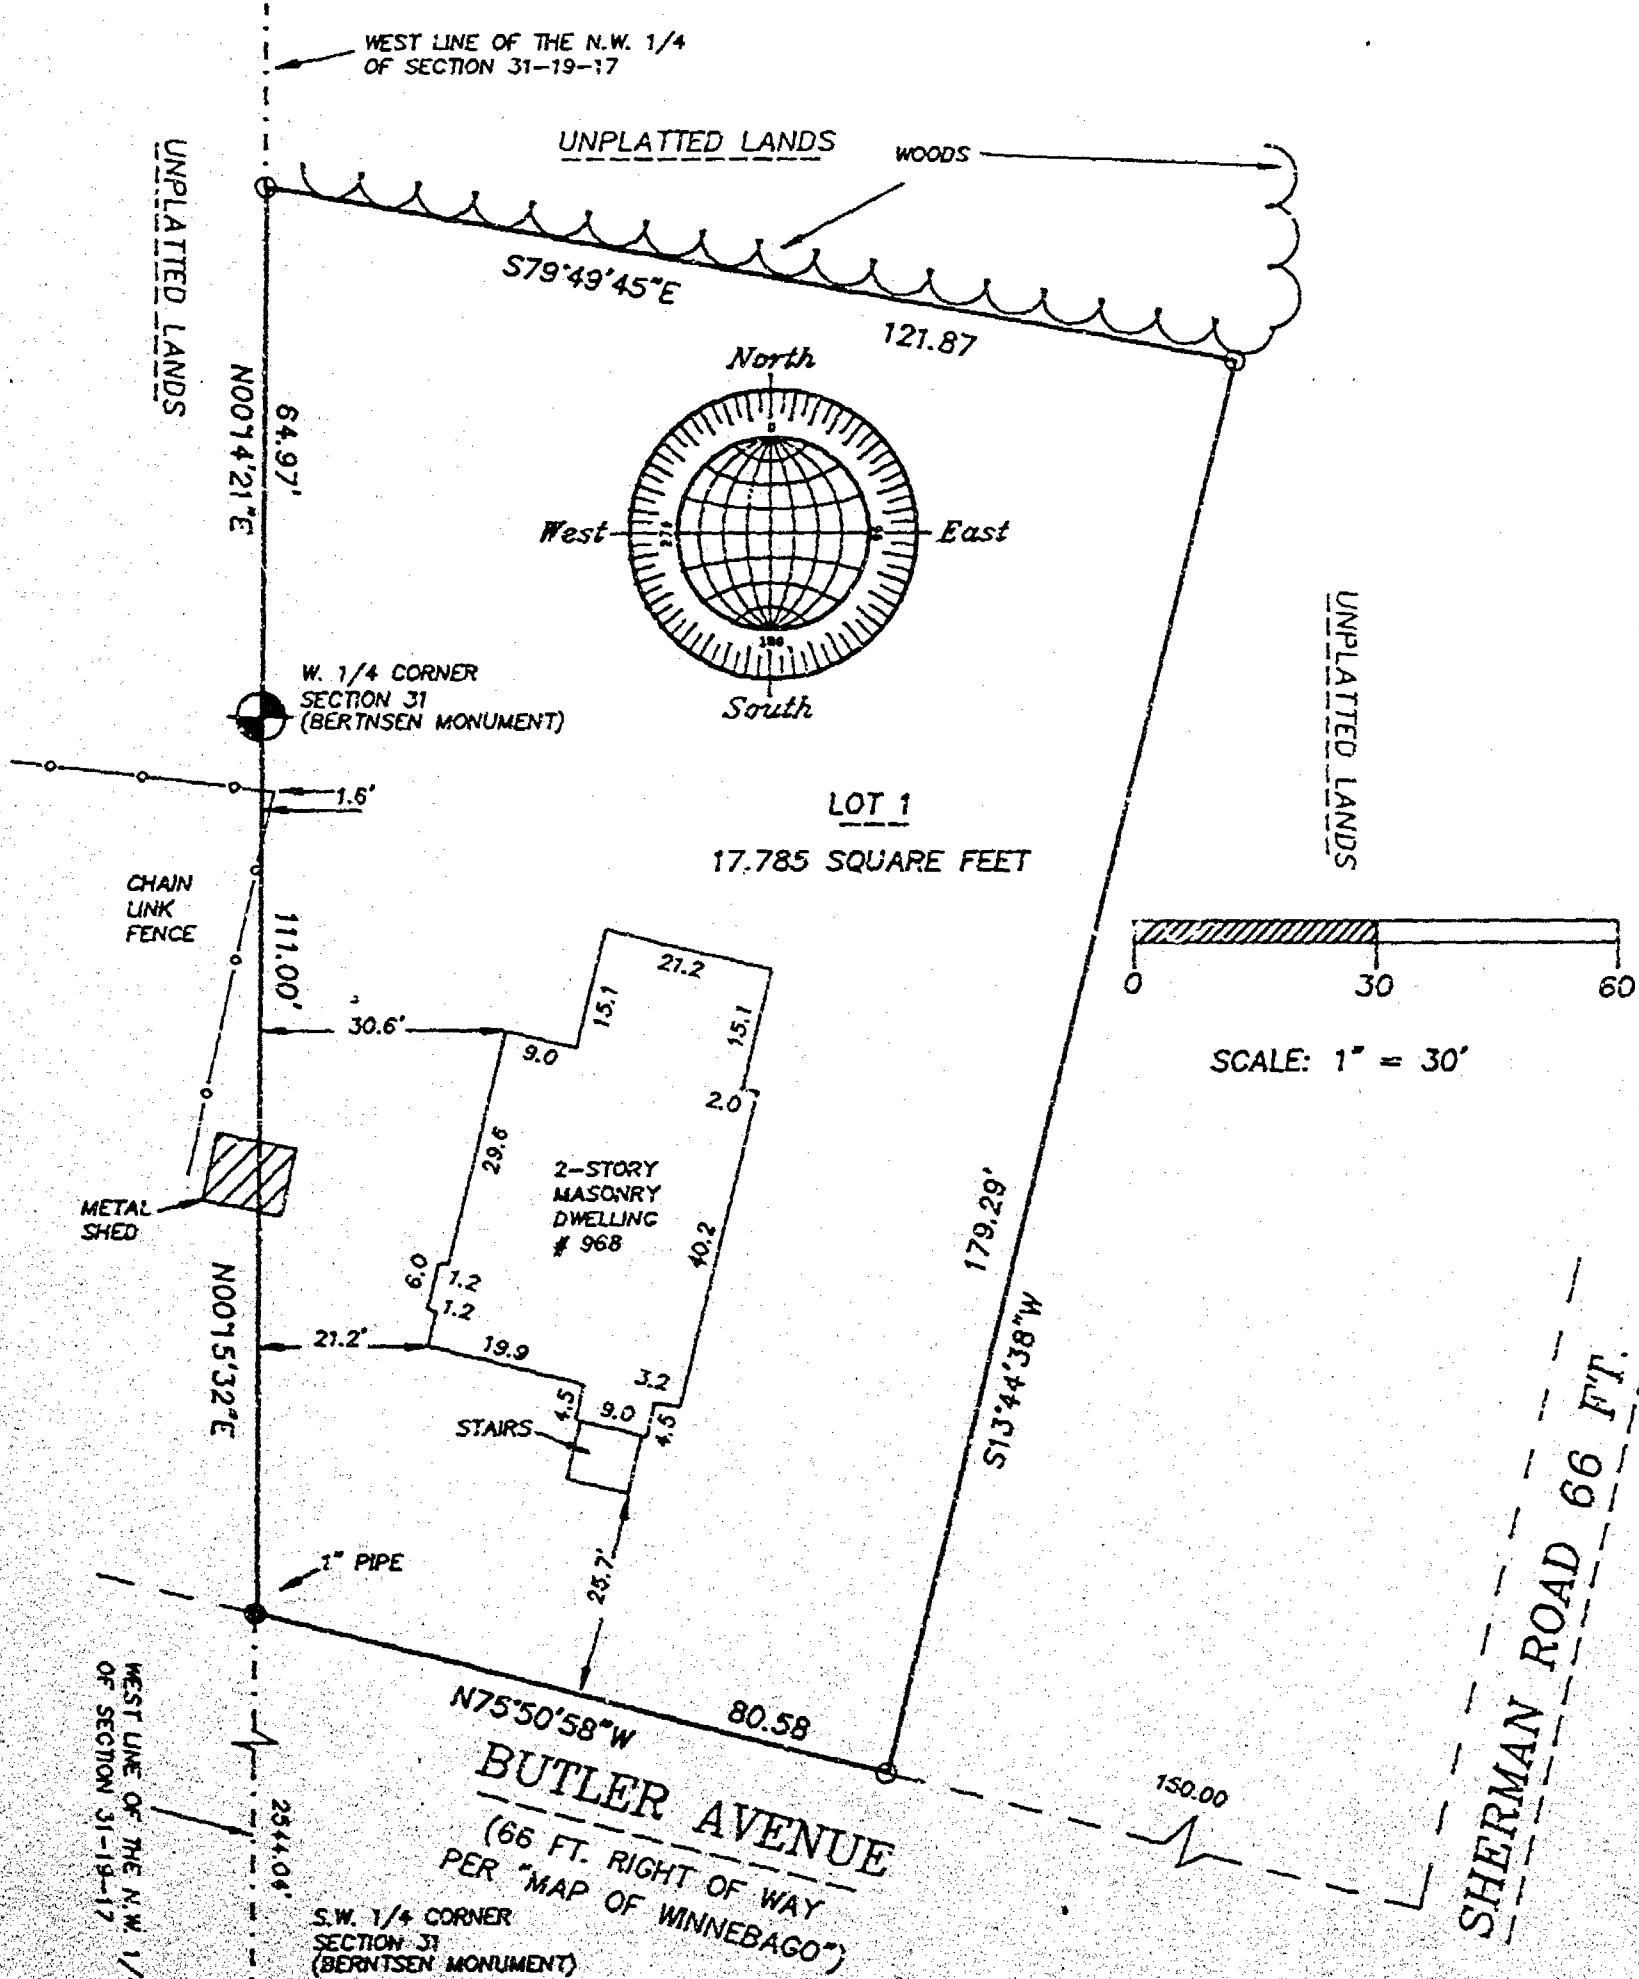 WEST LINE OF THE N.W. 1/4
OF SECTION 31-19-17
UNPLATTED LANDS
WOODS
UNPLATTED LANDS
S79°49'45"E
121.87
North
West
East
South
0
270
180
64.97'
N00°14'21"E
W. 1/4 CORNER
SECTION 31
(BERTNSEN MONUMENT)
1.6'
UNPLATTED LANDS
LOT 1
17.785 SQUARE FEET
CHAIN
LINK
FENCE
111.00'
0
30
60
SCALE: 1" = 30'
30.6'
9.0
15.1
21.2
15.1
2.0
29.6
2-STORY
MASONRY
DWELLING
# 968
40.2
METAL
SHED
6.0
1.2
1.2
N00°15'32"E
21.2'
19.9
3.2
4.5
9.0
4.5
STAIRS
179.29'
S13°44'38"W
25.7'
1" PIPE
N75°50'58"W
80.58
BUTLER AVENUE
(66 FT. RIGHT OF WAY
PER "MAP OF WINNEBAGO")
150.00
SHERMAN ROAD 66 FT.
WEST LINE OF THE N.W. 1/
OF SECTION 31-19-17
2544.04'
S.W. 1/4 CORNER
SECTION 31
(BERNTSEN MONUMENT)